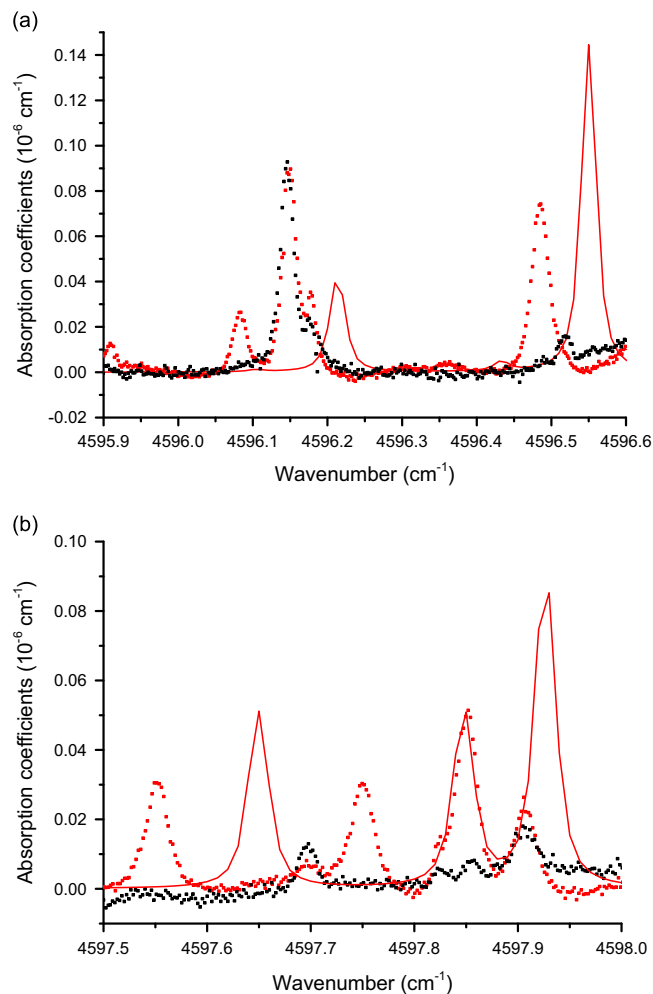 (a)
Absorption coefficients (10⁻⁶ cm⁻¹)
0.14
0.12
0.10
0.08
0.06
0.04
0.02
0.00
-0.02
4595.9 4596.0 4596.1 4596.2 4596.3 4596.4 4596.5 4596.6
Wavenumber (cm⁻¹)
(b)
Absorption coefficients (10⁻⁶ cm⁻¹)
0.10
0.08
0.06
0.04
0.02
0.00
4597.5 4597.6 4597.7 4597.8 4597.9 4598.0
Wavenumber (cm⁻¹)